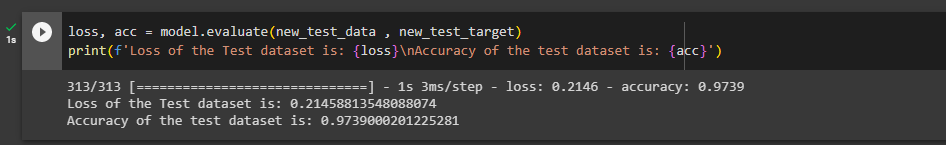 loss, acc = model.evaluate(new_test_data , new_test_target)
print(f'Loss of the Test dataset is: {loss}\nAccuracy of the test dataset is: {acc}')
1s
313/313 [==============================] - 1s 3ms/step - loss: 0.2146 - accuracy: 0.9739
Loss of the Test dataset is: 0.21458813548088074
Accuracy of the test dataset is: 0.9739000201225281